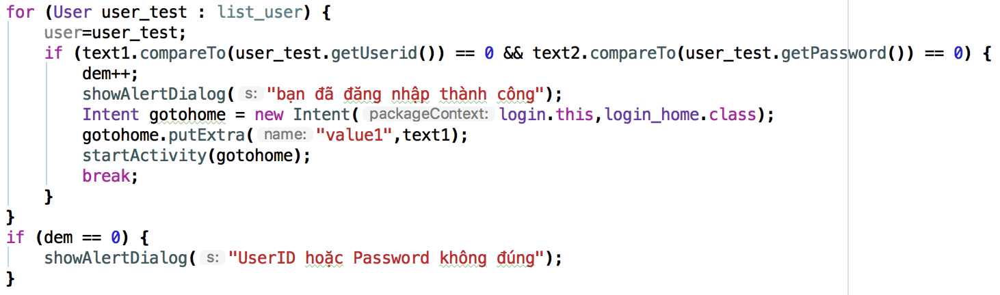 for (User user_test : list_user) {
user=user_test;
if (text1.compareTo(user_test.getUserid()) == 0 && text2.compareTo(user_test.getPassword()) == 0) {
dem++;
showAlertDialog( s: "bạn đã đăng nhập thành công");
Intent gotohome = new Intent( packageContext: login.this,login_home.class);
gotohome.putExtra( name: "value1",text1);
startActivity(gotohome);
break;
}
}
if (dem == 0) {
showAlertDialog( s: "UserID hoặc Password không đúng");
}